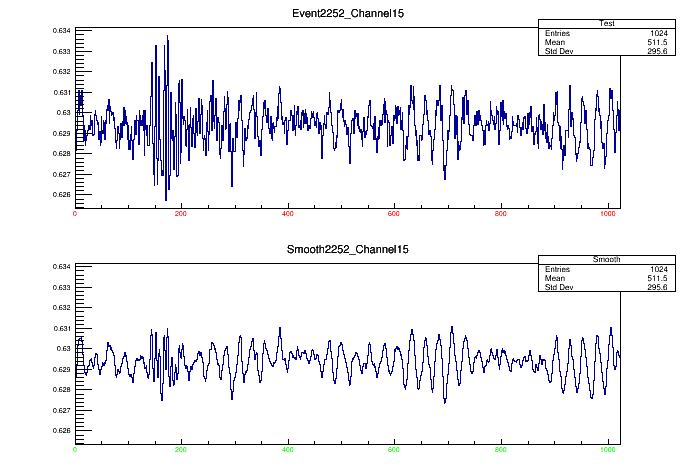 Event2252_Channel15
Test
Entries 1024
Mean 511.5
Std Dev 295.6
0.634
0.633
0.632
0.631
0.63
0.629
0.628
0.627
0.626
0 200 400 600 800 1000
Smooth2252_Channel15
Smooth
Entries 1024
Mean 511.5
Std Dev 295.6
0.634
0.633
0.632
0.631
0.63
0.629
0.628
0.627
0.626
0 200 400 600 800 1000